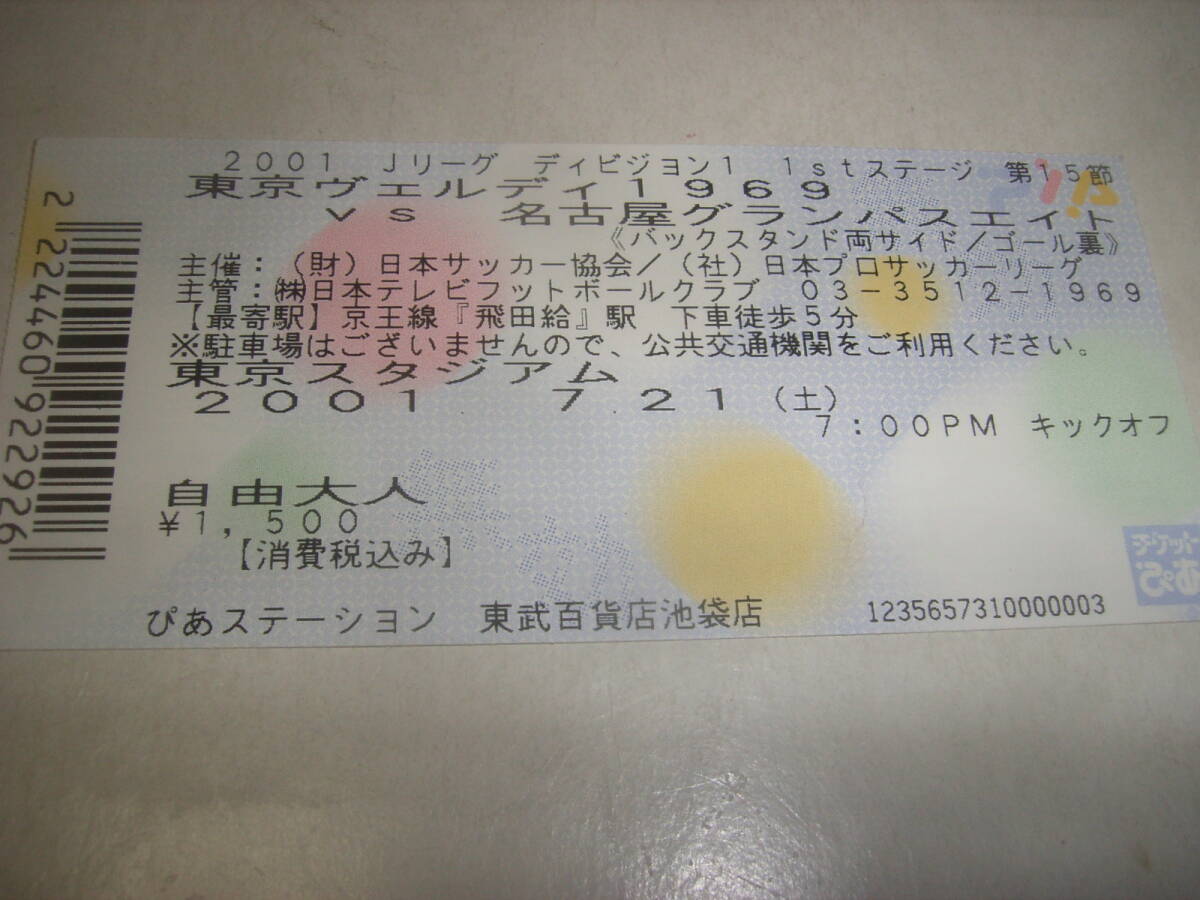 2001 Jリーグ ディビジョン1 1stステージ 第15節
東京ヴェルディ1969
vs 名古屋グランパスエイト
《バックスタンド両サイド/ゴール裏》
主催:(財)日本サッカー協会/(社)日本プロサッカーリーグ
主管:㈱日本テレビフットボールクラブ 03-3512-1969
【最寄駅】京王線『飛田給』駅 下車徒歩5分
※駐車場はございませんので、公共交通機関をご利用ください。
東京スタジアム
2001 7 21(土)
7:00PM キックオフ
自由大人
¥1,500
【消費税込み】
ぴあステーション 東武百貨店池袋店
1235657310000003
2 224460 922926
チケット
ぴあ